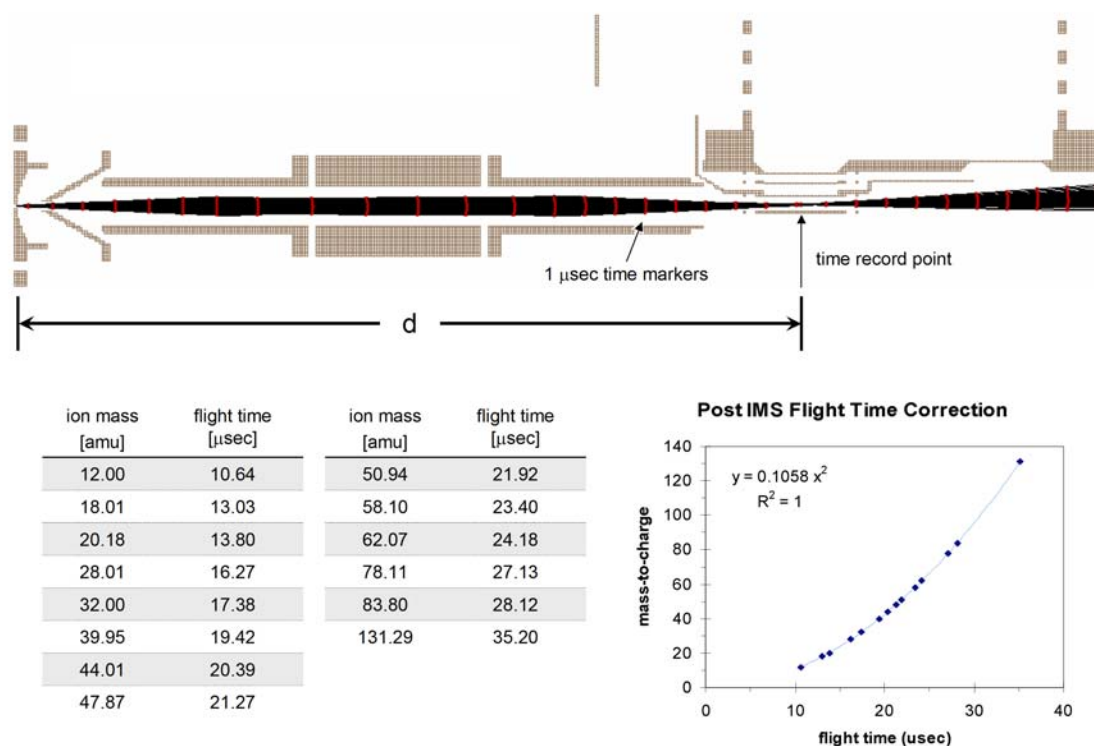 1 μsec time markers
time record point
d
ion mass [amu] flight time [μsec]
12.00 10.64
18.01 13.03
20.18 13.80
28.01 16.27
32.00 17.38
39.95 19.42
44.01 20.39
47.87 21.27
ion mass [amu] flight time [μsec]
50.94 21.92
58.10 23.40
62.07 24.18
78.11 27.13
83.80 28.12
131.29 35.20
Post IMS Flight Time Correction
y = 0.1058 x²
R² = 1
mass-to-charge
140
120
100
80
60
40
20
0
0 10 20 30 40
flight time (usec)